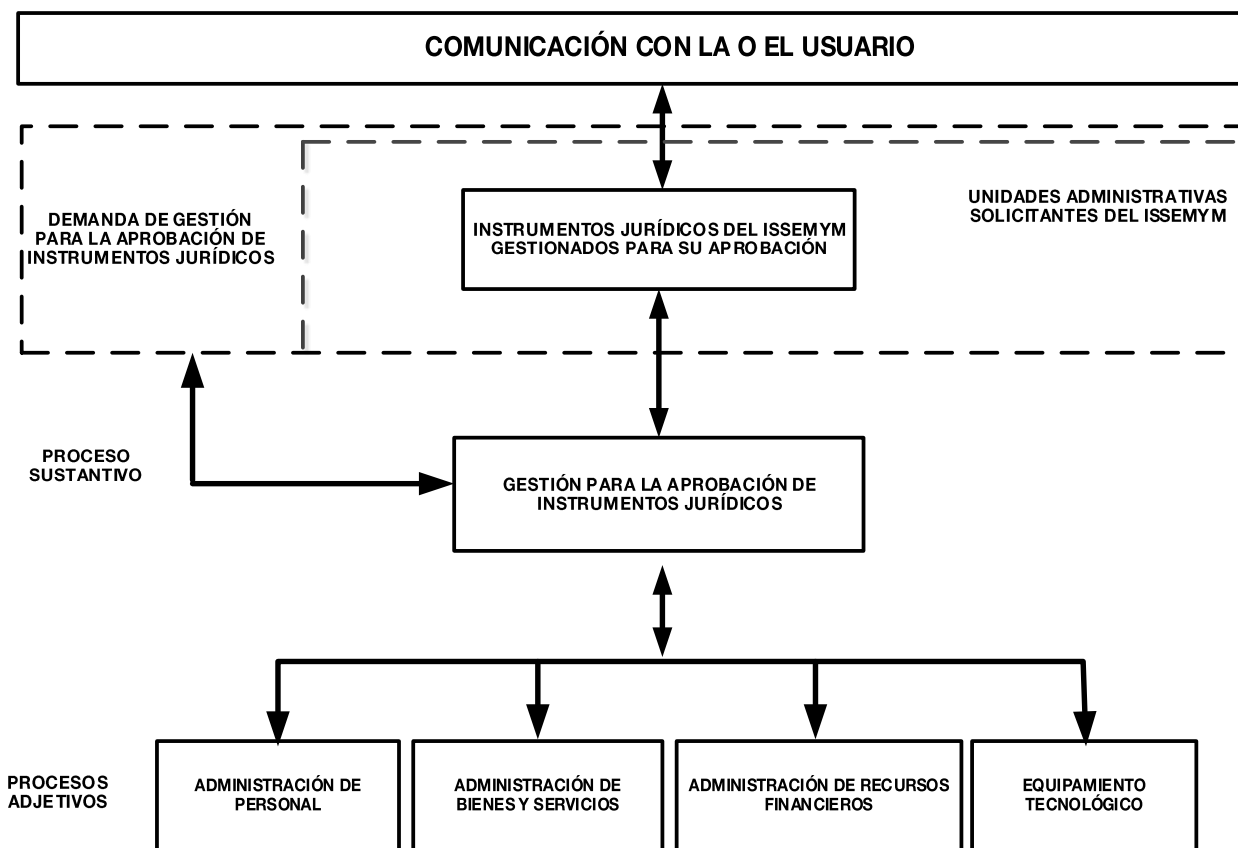 COMUNICACIÓN CON LA O EL USUARIO
DEMANDA DE GESTIÓN
PARA LA APROBACIÓN DE
INSTRUMENTOS JURÍDICOS
INSTRUMENTOS JURÍDICOS DEL ISSEMYM
GESTIONADOS PARA SU APROBACIÓN
UNIDADES ADMINISTRATIVAS
SOLICITANTES DEL ISSEMYM
PROCESO
SUSTANTIVO
GESTIÓN PARA LA APROBACIÓN DE
INSTRUMENTOS JURÍDICOS
PROCESOS
ADJETIVOS
ADMINISTRACIÓN DE
PERSONAL
ADMINISTRACIÓN DE
BIENES Y SERVICIOS
ADMINISTRACIÓN DE RECURSOS
FINANCIEROS
EQUIPAMIENTO
TECNOLÓGICO